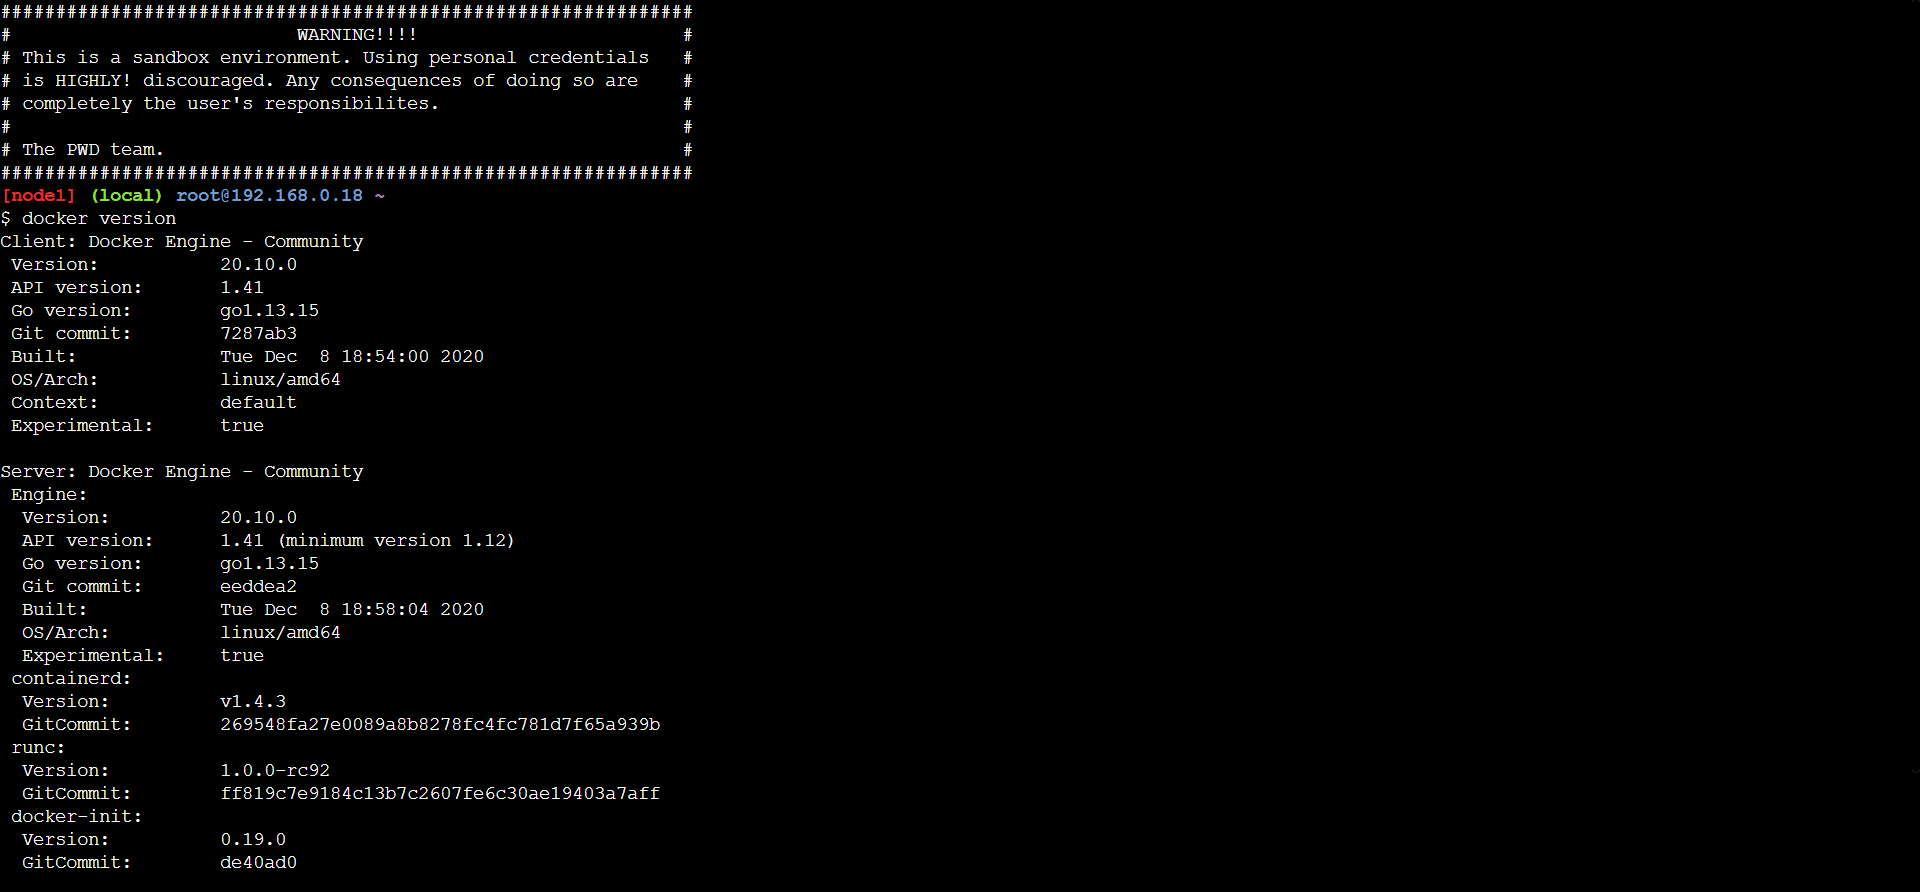 ###############################################################
#                          WARNING!!!!                        #
# This is a sandbox environment. Using personal credentials   #
# is HIGHLY! discouraged. Any consequences of doing so are    #
# completely the user's responsibilites.                      #
#                                                             #
# The PWD team.                                               #
###############################################################
[node1] (local) root@192.168.0.18 ~
$ docker version
Client: Docker Engine - Community
 Version:           20.10.0
 API version:       1.41
 Go version:        go1.13.15
 Git commit:        7287ab3
 Built:             Tue Dec  8 18:54:00 2020
 OS/Arch:           linux/amd64
 Context:           default
 Experimental:      true

Server: Docker Engine - Community
 Engine:
  Version:          20.10.0
  API version:      1.41 (minimum version 1.12)
  Go version:       go1.13.15
  Git commit:       eeddea2
  Built:            Tue Dec  8 18:58:04 2020
  OS/Arch:          linux/amd64
  Experimental:     true
 containerd:
  Version:          v1.4.3
  GitCommit:        269548fa27e0089a8b8278fc4fc781d7f65a939b
 runc:
  Version:          1.0.0-rc92
  GitCommit:        ff819c7e9184c13b7c2607fe6c30ae19403a7aff
 docker-init:
  Version:          0.19.0
  GitCommit:        de40ad0